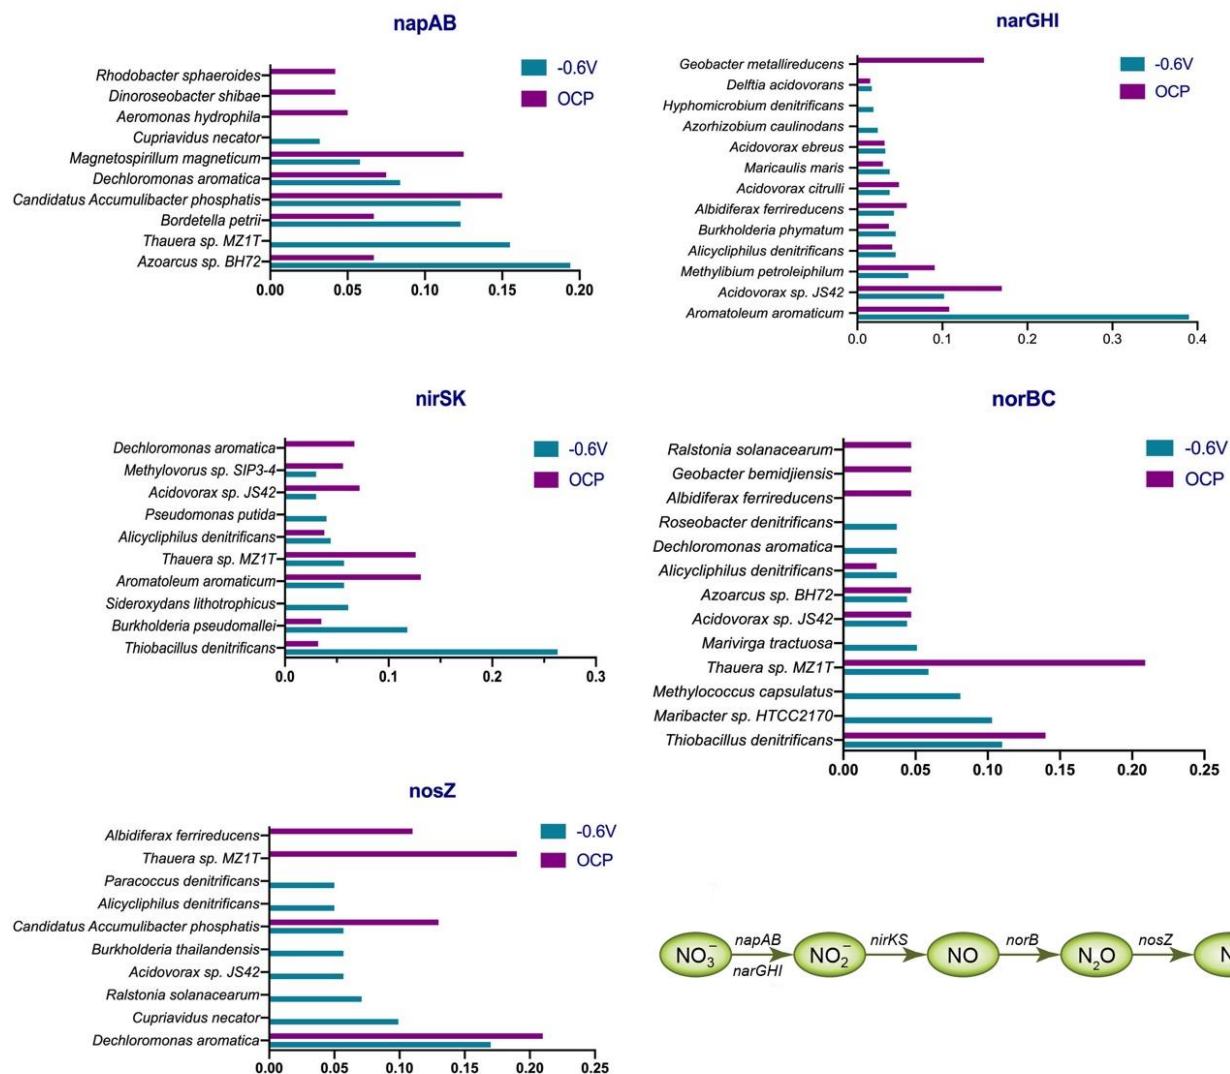 napAB
-0.6V
OCP
Rhodobacter sphaeroides
Dinoroseobacter shibae
Aeromonas hydrophila
Cupriavidus necator
Magnetospirillum magneticum
Dechloromonas aromatica
Candidatus Accumulibacter phosphatis
Bordetella petrii
Thauera sp. MZ1T
Azoarcus sp. BH72
0.00 0.05 0.10 0.15 0.20
narGHI
-0.6V
OCP
Geobacter metallireducens
Delftia acidovorans
Hyphomicrobium denitrificans
Azorhizobium caulinodans
Acidovorax ebreus
Maricaulis maris
Acidovorax citrulli
Albidiferax ferrireducens
Burkholderia phymatum
Alicycliphilus denitrificans
Methylibium petroleiphilum
Acidovorax sp. JS42
Aromatoleum aromaticum
0.0 0.1 0.2 0.3 0.4
nirSK
-0.6V
OCP
Dechloromonas aromatica
Methylovorus sp. SIP3-4
Acidovorax sp. JS42
Pseudomonas putida
Alicycliphilus denitrificans
Thauera sp. MZ1T
Aromatoleum aromaticum
Sideroxydans lithotrophicus
Burkholderia pseudomallei
Thiobacillus denitrificans
0.0 0.1 0.2 0.3
norBC
-0.6V
OCP
Ralstonia solanacearum
Geobacter bemidjiensis
Albidiferax ferrireducens
Roseobacter denitrificans
Dechloromonas aromatica
Alicycliphilus denitrificans
Azoarcus sp. BH72
Acidovorax sp. JS42
Marivirga tractuosa
Thauera sp. MZ1T
Methylococcus capsulatus
Maribacter sp. HTCC2170
Thiobacillus denitrificans
0.00 0.05 0.10 0.15 0.20 0.25
nosZ
-0.6V
OCP
Albidiferax ferrireducens
Thauera sp. MZ1T
Paracoccus denitrificans
Alicycliphilus denitrificans
Candidatus Accumulibacter phosphatis
Burkholderia thailandensis
Acidovorax sp. JS42
Ralstonia solanacearum
Cupriavidus necator
Dechloromonas aromatica
0.00 0.05 0.10 0.15 0.20 0.25
napAB nirKS norB nosZ
NO₃⁻ NO₂⁻ NO N₂O
narGHI